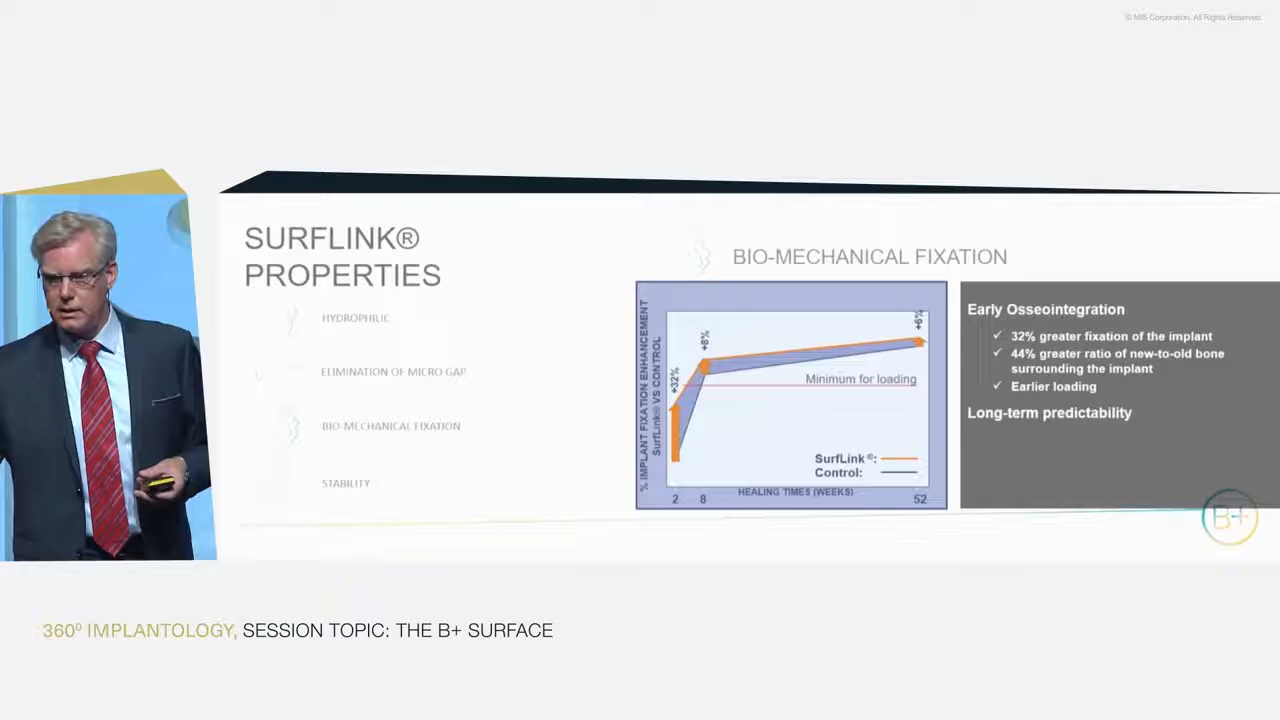 © MIS Corporation. All Rights Reserved.
SURFLINK®
PROPERTIES
HYDROPHILIC
ELIMINATION OF MICRO GAP
BIO-MECHANICAL FIXATION
STABILITY
BIO-MECHANICAL FIXATION
% IMPLANT FIXATION ENHANCEMENT
SurfLink® VS CONTROL
+32%
+8%
+6%
Minimum for loading
SurfLink®:
Control:
2 8 52
HEALING TIMES (WEEKS)
Early Osseointegration
✓ 32% greater fixation of the implant
✓ 44% greater ratio of new-to-old bone
surrounding the implant
✓ Earlier loading
Long-term predictability
B+
360⁰ IMPLANTOLOGY, SESSION TOPIC: THE B+ SURFACE